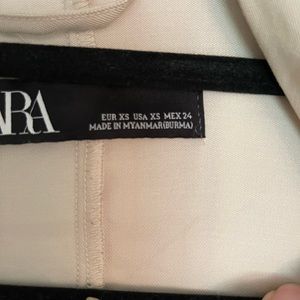 ARA
EUR XS USA XS MEX 24
MADE IN MYANMAR(BURMA)